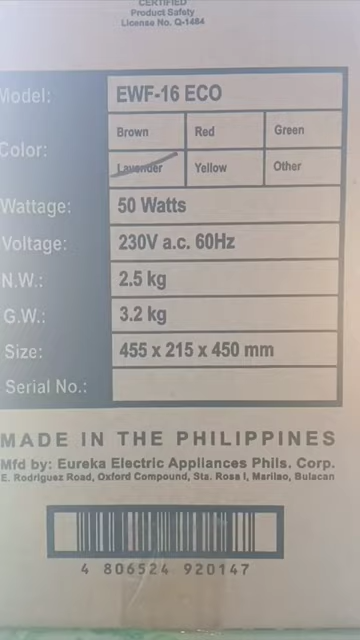 CERTIFIED
Product Safety
License No. Q-1484
Model: EWF-16 ECO
Color: Brown Red Green
Lavender Yellow Other
Wattage: 50 Watts
Voltage: 230V a.c. 60Hz
N.W.: 2.5 kg
G.W.: 3.2 kg
Size: 455 x 215 x 450 mm
Serial No.:
MADE IN THE PHILIPPINES
Mfd by: Eureka Electric Appliances Phils. Corp.
E. Rodriguez Road, Oxford Compound, Sta. Rosa I, Marilao, Bulacan
4 806524 920147